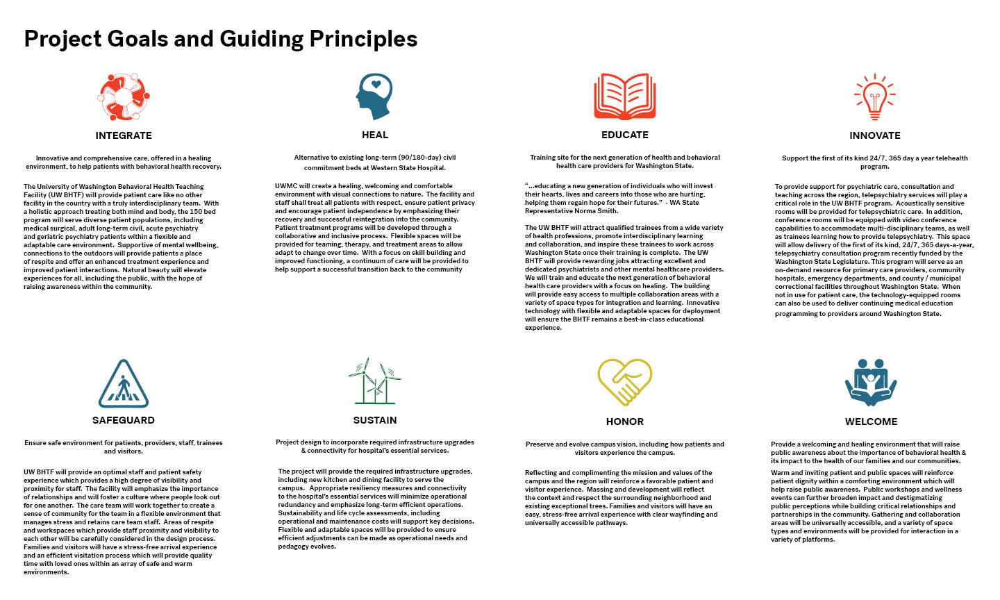 Project Goals and Guiding Principles
INTEGRATE
Innovative and comprehensive care, offered in a healing
environment, to help patients with behavioral health recovery.
The University of Washington Behavioral Health Teaching
Facility (UW BHTF) will provide patient care like no other
facility in the country with a truly interdisciplinary team. With
a holistic approach treating both mind and body, the 150 bed
program will serve diverse patient populations, including
medical surgical, adult long-term civil, acute psychiatry
and geriatric psychiatry patients within a flexible and
adaptable care environment. Supportive of mental wellbeing,
connections to the outdoors will provide patients a place
of respite and offer an enhanced treatment experience and
improved patient interactions. Natural beauty will elevate
experiences for all, including the public, with the hope of
raising awareness within the community.
HEAL
Alternative to existing long-term (90/180-day) civil
commitment beds at Western State Hospital.
UWMC will create a healing, welcoming and comfortable
environment with visual connections to nature. The facility and
staff shall treat all patients with respect, ensure patient privacy
and encourage patient independence by emphasizing their
recovery and successful reintegration into the community.
Patient treatment programs will be developed through a
collaborative and inclusive process. Flexible spaces will be
provided for teaming, therapy, and treatment areas to allow
adapt to change over time. With a focus on skill building and
improved functioning, a continuum of care will be provided to
help support a successful transition back to the community
EDUCATE
Training site for the next generation of health and behavioral
health care providers for Washington State.
“...educating a new generation of individuals who will invest
their hearts, lives and careers into those who are hurting,
helping them regain hope for their futures.” - WA State
Representative Norma Smith.
The UW BHTF will attract qualified trainees from a wide variety
of health professions, promote interdisciplinary learning
and collaboration, and inspire these trainees to work across
Washington State once their training is complete. The UW
BHTF will provide rewarding jobs attracting excellent and
dedicated psychiatrists and other mental healthcare providers.
We will train and educate the next generation of behavioral
health care providers with a focus on healing. The building
will provide easy access to multiple collaboration areas with a
variety of space types for integration and learning. Innovative
technology with flexible and adaptable spaces for deployment
will ensure the BHTF remains a best-in-class educational
experience.
INNOVATE
Support the first of its kind 24/7, 365 day a year telehealth
program.
To provide support for psychiatric care, consultation and
teaching across the region, telepsychiatry services will play a
critical role in the UW BHTF program. Acoustically sensitive
rooms will be provided for telepsychiatric care. In addition,
conference rooms will be equipped with video conference
capabilities to accommodate multi-disciplinary teams, as well
as trainees learning how to provide telepsychiatry. This space
will allow delivery of the first of its kind, 24/7, 365 days-a-year,
telepsychiatry consultation program recently funded by the
Washington State Legislature. This program will serve as an
on-demand resource for primary care providers, community
hospitals, emergency departments, and county / municipal
correctional facilities throughout Washington State. When
not in use for patient care, the technology-equipped rooms
can also be used to deliver continuing medical education
programming to providers around Washington State.
SAFEGUARD
Ensure safe environment for patients, providers, staff, trainees
and visitors.
UW BHTF will provide an optimal staff and patient safety
experience which provides a high degree of visibility and
proximity for staff. The facility will emphasize the importance
of relationships and will foster a culture where people look out
for one another. The care team will work together to create a
sense of community for the team in a flexible environment that
manages stress and retains care team staff. Areas of respite
and workspaces which provide staff proximity and visibility to
each other will be carefully considered in the design process.
Families and visitors will have a stress-free arrival experience
and an efficient visitation process which will provide quality
time with loved ones within an array of safe and warm
environments.
SUSTAIN
Project design to incorporate required infrastructure upgrades
& connectivity for hospital’s essential services.
The project will provide the required infrastructure upgrades,
including new kitchen and dining facility to serve the
campus. Appropriate resiliency measures and connectivity
to the hospital’s essential services will minimize operational
redundancy and emphasize long-term efficient operations.
Sustainability and life cycle assessments, including
operational and maintenance costs will support key decisions.
Flexible and adaptable spaces will be provided to ensure
efficient adjustments can be made as operational needs and
pedagogy evolves.
HONOR
Preserve and evolve campus vision, including how patients and
visitors experience the campus.
Reflecting and complimenting the mission and values of the
campus and the region will reinforce a favorable patient and
visitor experience. Massing and development will reflect
the context and respect the surrounding neighborhood and
existing exceptional trees. Families and visitors will have an
easy, stress-free arrival experience with clear wayfinding and
universally accessible pathways.
WELCOME
Provide a welcoming and healing environment that will raise
public awareness about the importance of behavioral health &
its impact to the health of our families and our communities.
Warm and inviting patient and public spaces will reinforce
patient dignity within a comforting environment which will
help raise public awareness. Public workshops and wellness
events can further broaden impact and destigmatizing
public perceptions while building critical relationships and
partnerships in the community. Gathering and collaboration
areas will be universally accessible, and a variety of space
types and environments will be provided for interaction in a
variety of platforms.